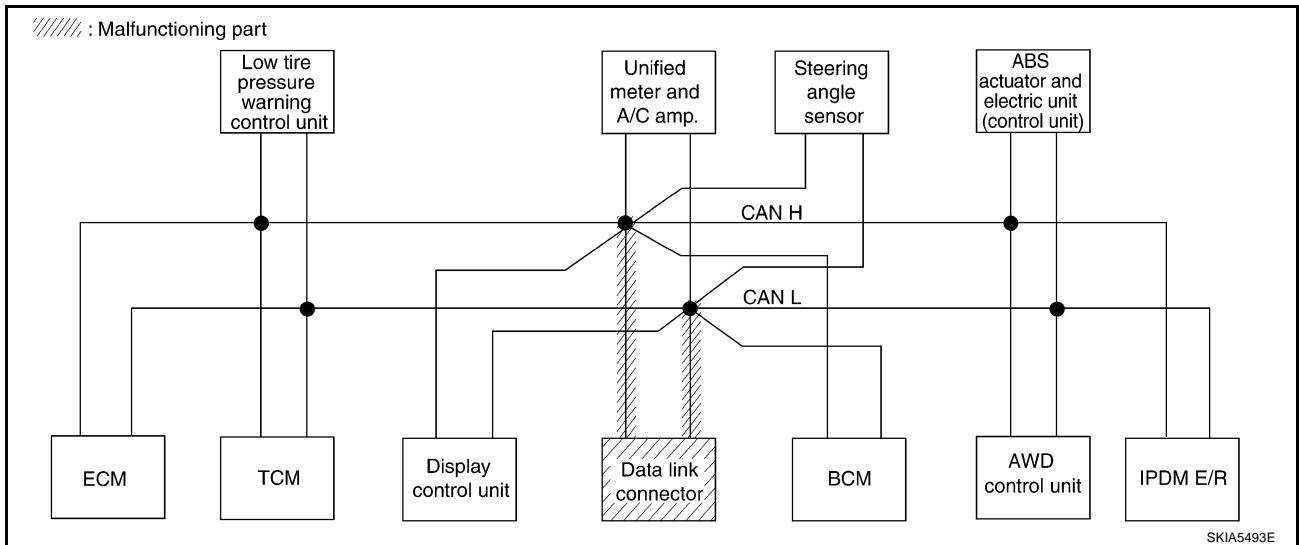 : Malfunctioning part
Low tire
pressure
warning
control unit
Unified
meter and
A/C amp.
Steering
angle
sensor
ABS
actuator and
electric unit
(control unit)
CAN H
CAN L
ECM
TCM
Display
control unit
Data link
connector
BCM
AWD
control unit
IPDM E/R
SKIA5493E